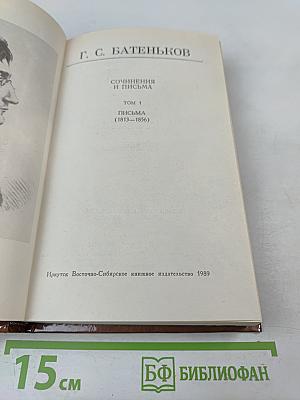 Г. С. БАТЕНЬКОВ
СОЧИНЕНИЯ
И ПИСЬМА
ТОМ 1
ПИСЬМА
(1813—1856)
Иркутск Восточно-Сибирское книжное издательство 1989
15 см
БФ БИБЛИОФАН